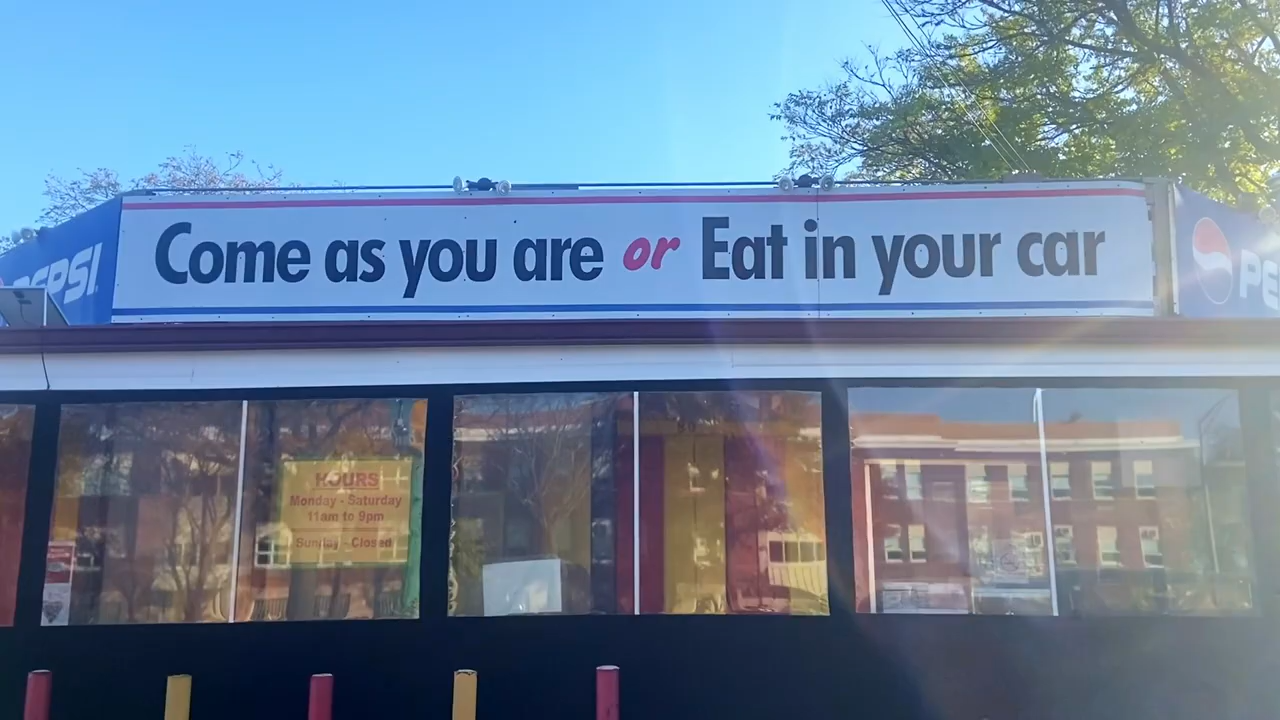 PEPSI
Come as you are or Eat in your car
PE
HOURS
Monday - Saturday
11am to 9pm
Sunday - Closed